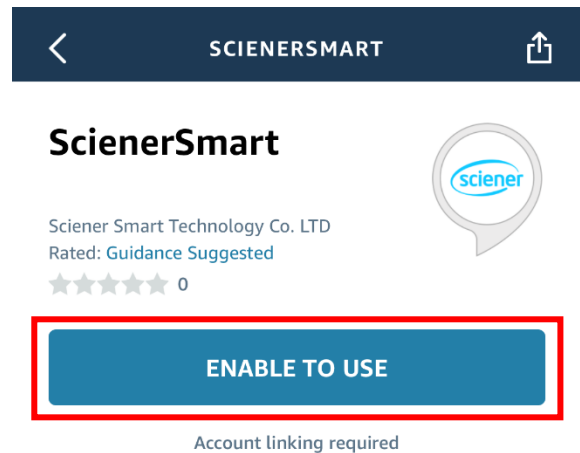 SCIENERSMART
ScienerSmart
sciener
Sciener Smart Technology Co. LTD
Rated: Guidance Suggested
0
ENABLE TO USE
Account linking required